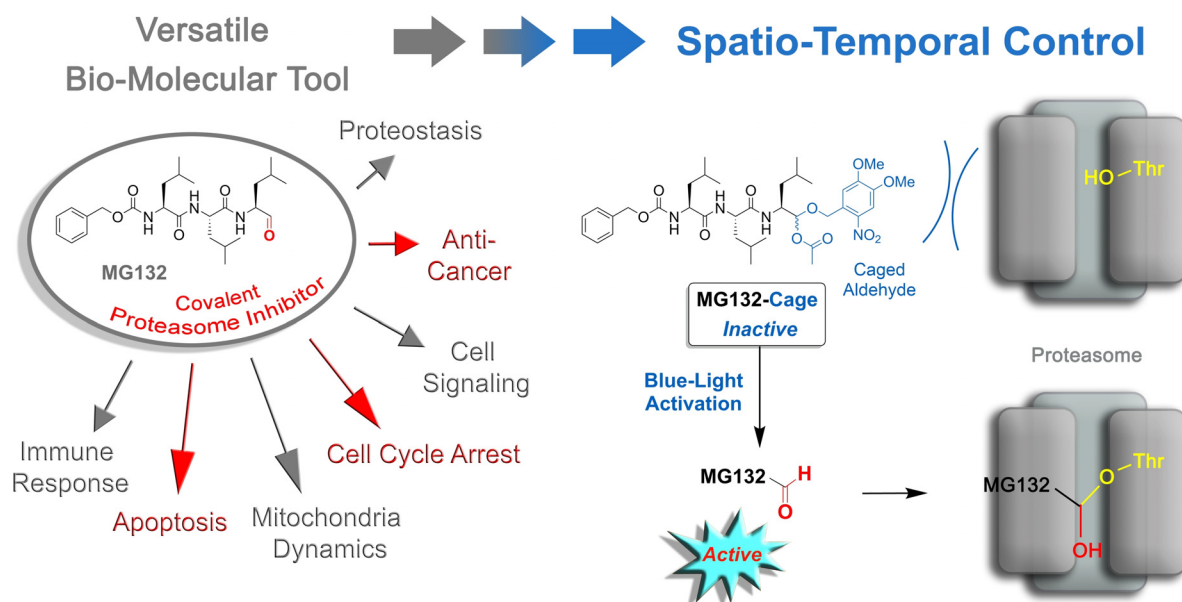 Versatile
Bio-Molecular Tool
Spatio-Temporal Control
Proteostasis
O
N
H
O
H
N
O
N
H
O
O
MG132
Covalent
Proteasome Inhibitor
Anti-
Cancer
Cell
Signaling
Cell Cycle Arrest
Mitochondria
Dynamics
Apoptosis
Immune
Response
O
N
H
O
H
N
O
N
H
O
O
O
O
OMe
OMe
NO2
Caged
Aldehyde
MG132-Cage
Inactive
Blue-Light
Activation
MG132
H
O
Active
HO
Thr
Proteasome
MG132
O
Thr
OH